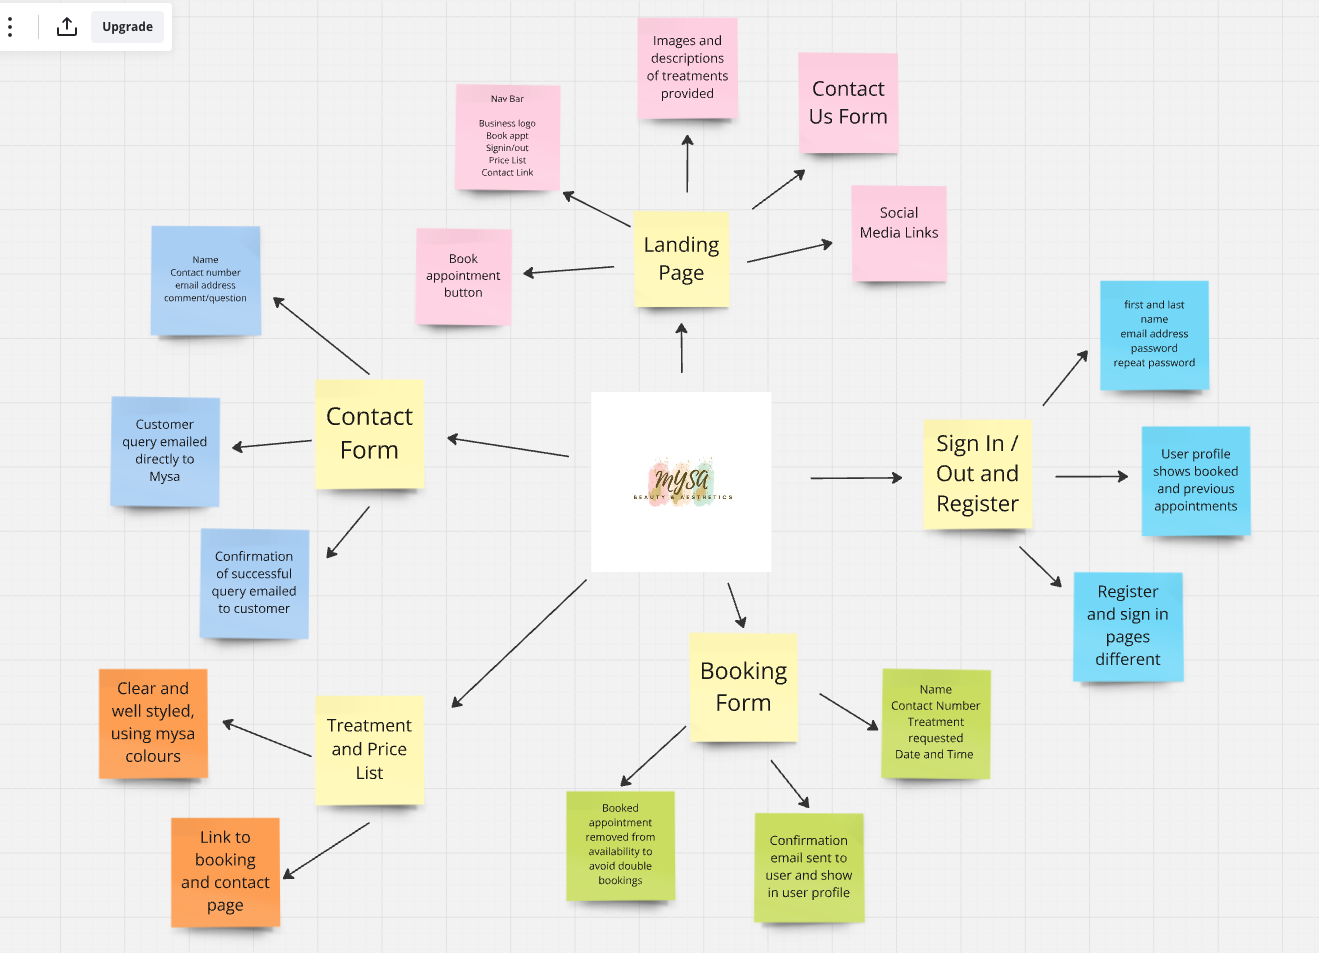 Upgrade
Images and
descriptions
of treatments
provided
Contact
Us Form
Nav Bar
Business logo
Book appt
Signin/out
Price List
Contact Link
Social
Media Links
Landing
Page
Book
appointment
button
Name
Contact number
email address
comment/question
first and last
name
email address
password
repeat password
Contact
Form
Customer
query emailed
directly to
Mysa
Sign In /
Out and
Register
User profile
shows booked
and previous
appointments
mysa
BEAUTY & AESTHETICS
Confirmation
of successful
query emailed
to customer
Register
and sign in
pages
different
Booking
Form
Name
Contact Number
Treatment
requested
Date and Time
Clear and
well styled,
using mysa
colours
Treatment
and Price
List
Booked
appointment
removed from
availability to
avoid double
bookings
Confirmation
email sent to
user and show
in user profile
Link to
booking
and contact
page